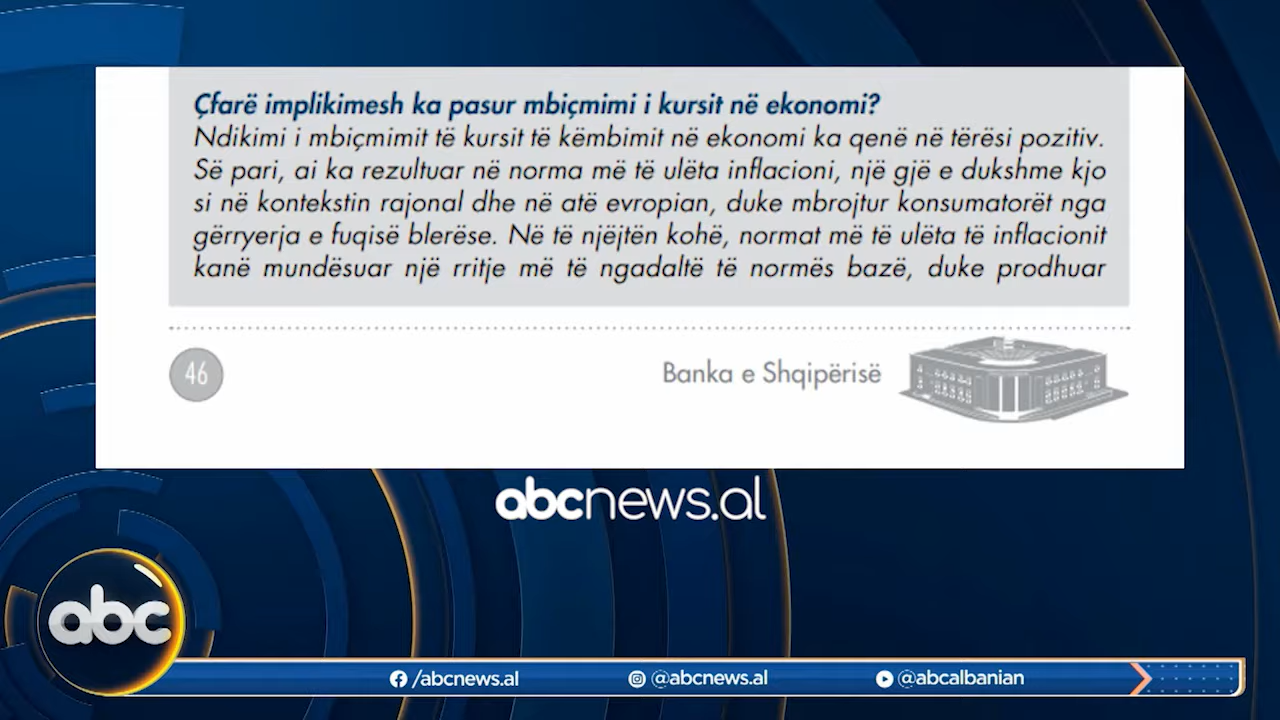 Çfarë implikimesh ka pasur mbiçmimi i kursit në ekonomi?
Ndikimi i mbiçmimit të kursit të këmbimit në ekonomi ka qenë në tërësi pozitiv.
Së pari, ai ka rezultuar në norma më të ulëta inflacioni, një gjë e dukshme kjo
si në kontekstin rajonal dhe në atë evropian, duke mbrojtur konsumatorët nga
gërryerja e fuqisë blerëse. Në të njëjtën kohë, normat më të ulëta të inflacionit
kanë mundësuar një rritje më të ngadaltë të normës bazë, duke prodhuar
46
Banka e Shqipërisë
abcnews.al
abc
/abcnews.al
@abcnews.al
@abcalbanian